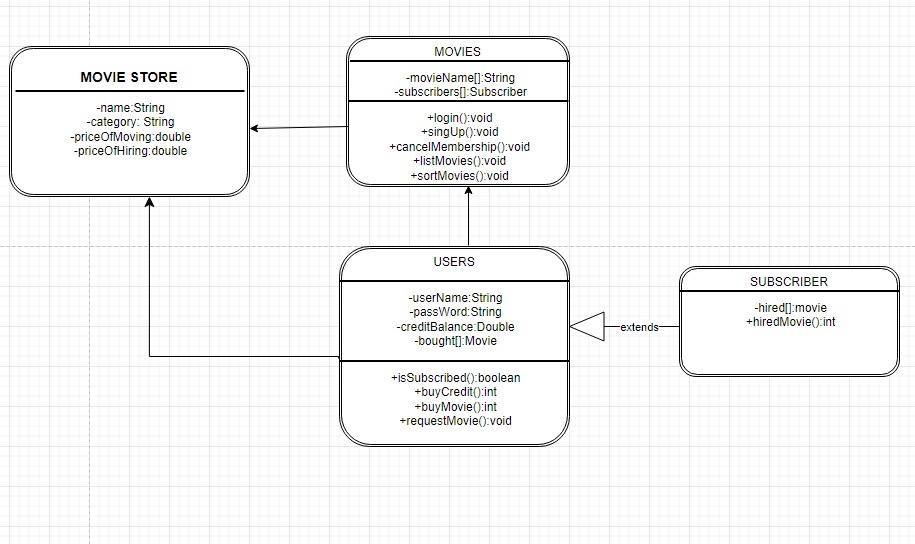 MOVIE STORE
-name:String
-category: String
-priceOfMoving:double
-priceOfHiring:double
MOVIES
-movieName[]:String
-subscribers[]:Subscriber
+login():void
+singUp():void
+cancelMembership():void
+listMovies():void
+sortMovies():void
USERS
-userName:String
-passWord:String
-creditBalance:Double
-bought[]:Movie
+isSubscribed():boolean
+buyCredit():int
+buyMovie():int
+requestMovie():void
extends
SUBSCRIBER
-hired[]:movie
+hiredMovie():int